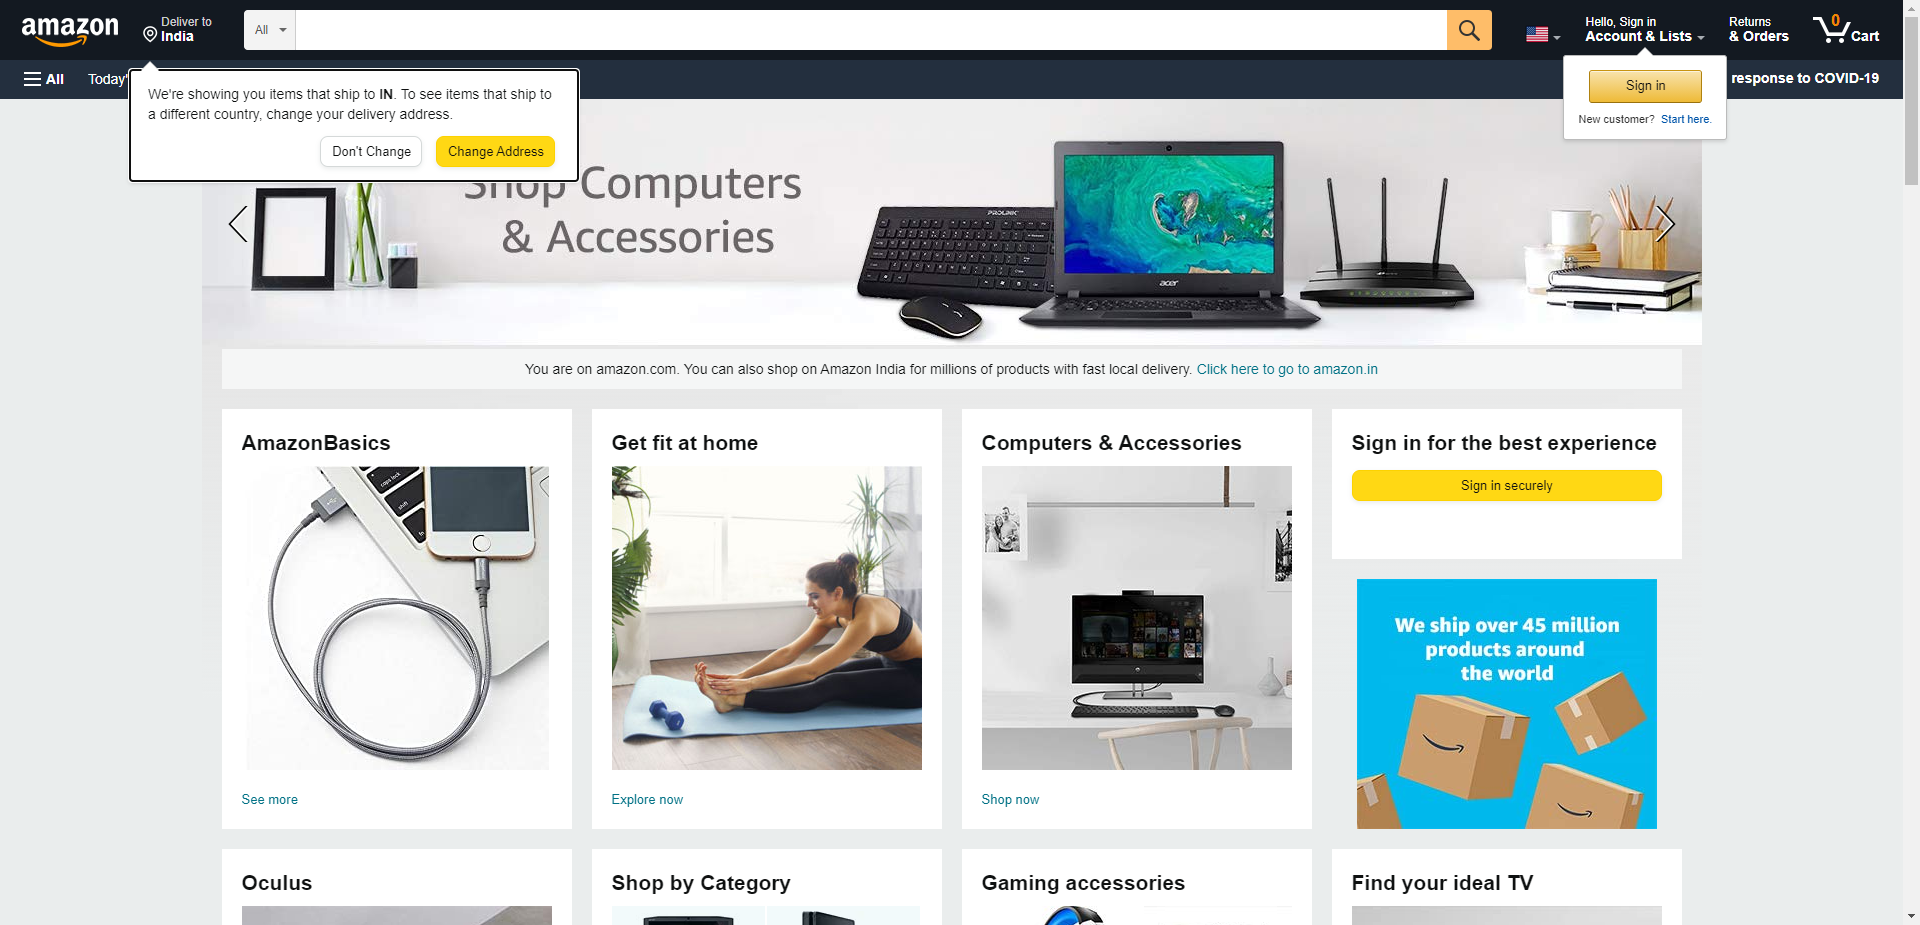 amazon
Deliver to
India
All
Hello, Sign in
Account & Lists
Returns
& Orders
0
Cart
All
Today'
response to COVID-19
We're showing you items that ship to IN. To see items that ship to
a different country, change your delivery address.
Don't Change
Change Address
Sign in
New customer? Start here.
Shop Computers
& Accessories
PROLINK
acer
You are on amazon.com. You can also shop on Amazon India for millions of products with fast local delivery. Click here to go to amazon.in
AmazonBasics
caps lock
shift
See more
Get fit at home
Explore now
Computers & Accessories
Shop now
Sign in for the best experience
Sign in securely
We ship over 45 million
products around
the world
Oculus
Shop by Category
Gaming accessories
Find your ideal TV